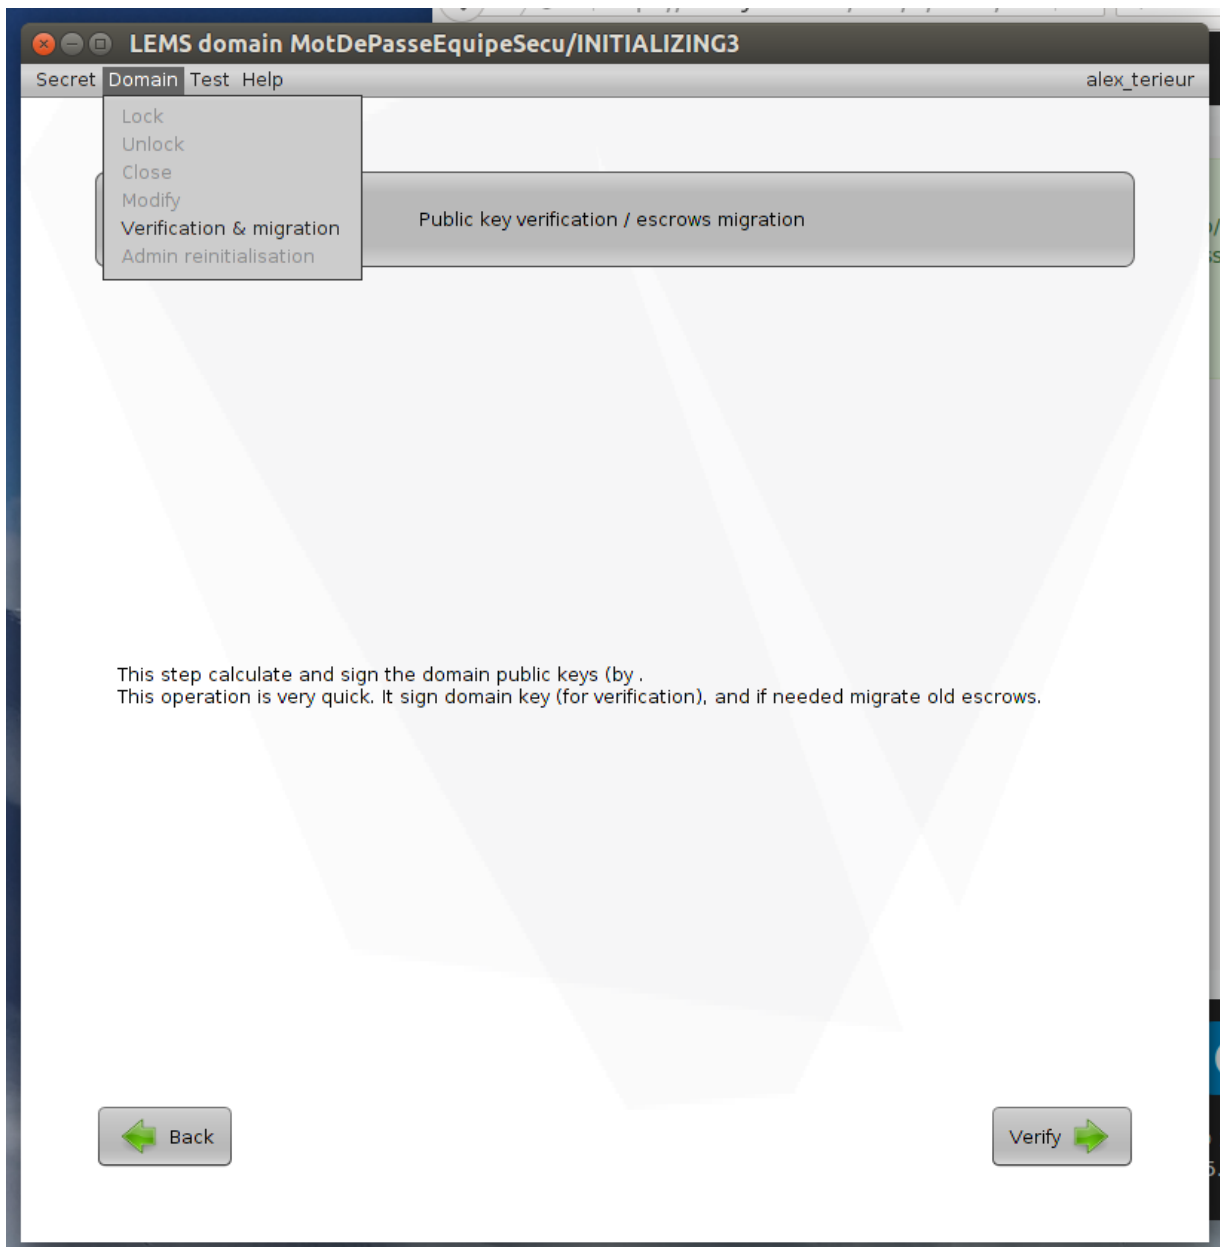 LEMS domain MotDePasseEquipeSecu/INITIALIZING3
Secret Domain Test Help alex_terieur
Lock
Unlock
Close
Modify
Verification & migration
Admin reinitialisation
Public key verification / escrows migration
This step calculate and sign the domain public keys (by .
This operation is very quick. It sign domain key (for verification), and if needed migrate old escrows.
Back
Verify